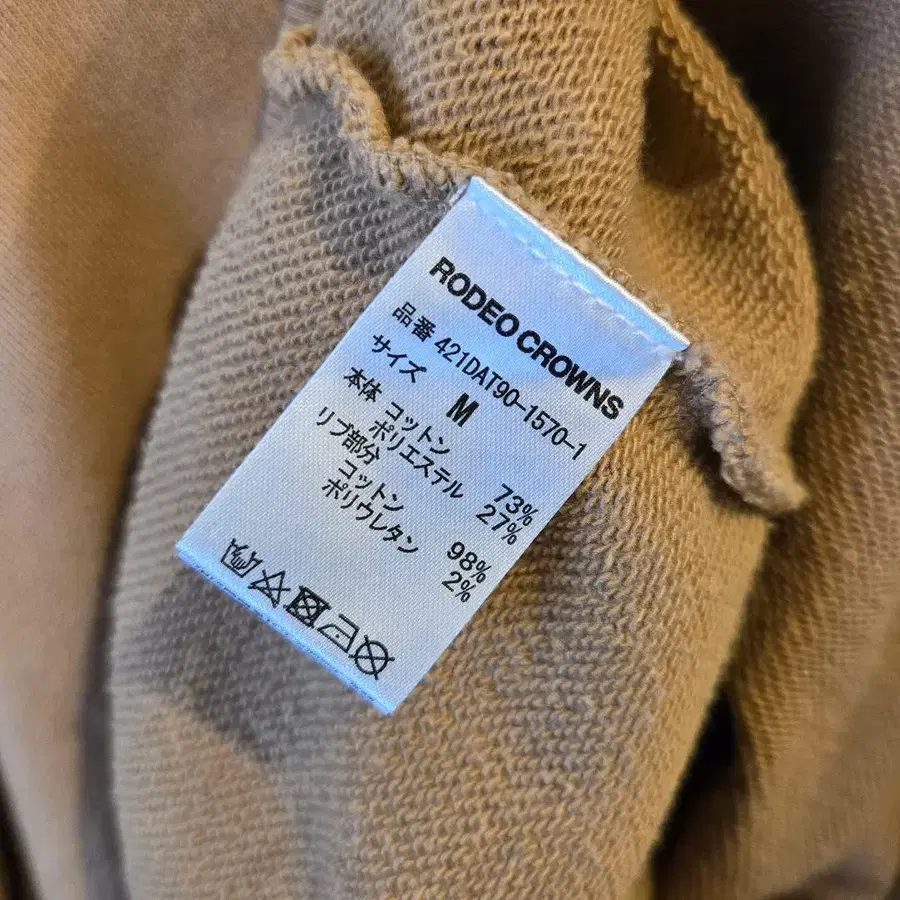 RODEO CROWNS
品番 421DAT90-1570-1
サイズ M
本体 コットン 73%
ポリエステル 27%
リブ部分
コットン 98%
ポリウレタン 2%